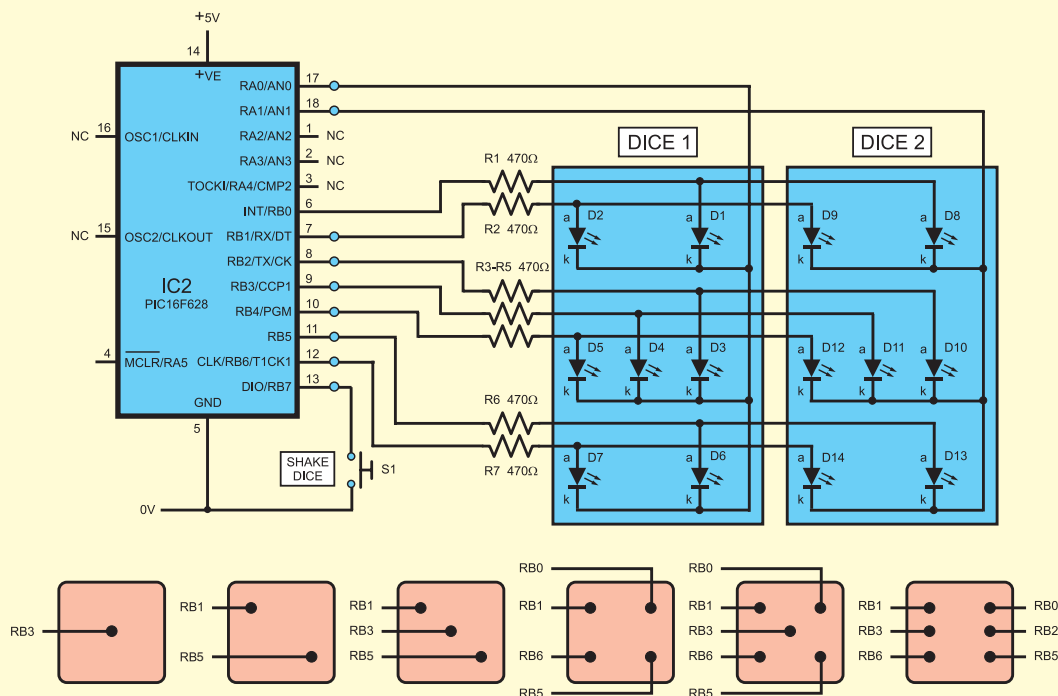 +5V
14
+VE
RA0/AN0 17
RA1/AN1 18
NC 16 OSC1/CLKIN
RA2/AN2 1 NC
RA3/AN3 2
TOCKI/RA4/CMP2 3 NC
INT/RB0 6
NC 15 OSC2/CLKOUT
RB1/RX/DT 7
RB2/TX/CK 8
IC2
PIC16F628
RB3/CCP1 9
RB4/PGM 10
RB5 11
4 MCLR/RA5
CLK/RB6/T1CK1 12
DIO/RB7 13
GND
5
0V
SHAKE
DICE
S1
R1 470Ω
R2 470Ω
R3-R5 470Ω
R6 470Ω
R7 470Ω
DICE 1
a D2 a D1
k k
a D5 a D4 a D3
k k k
a D7 a D6
k k
DICE 2
a D9 a D8
k k
a D12 a D11 a D10
k k k
a D14 a D13
k k
RB3
RB1
RB5
RB1
RB3
RB5
RB0
RB1
RB6
RB5
RB0
RB1
RB3
RB6
RB5
RB1 RB0
RB3 RB2
RB6 RB5